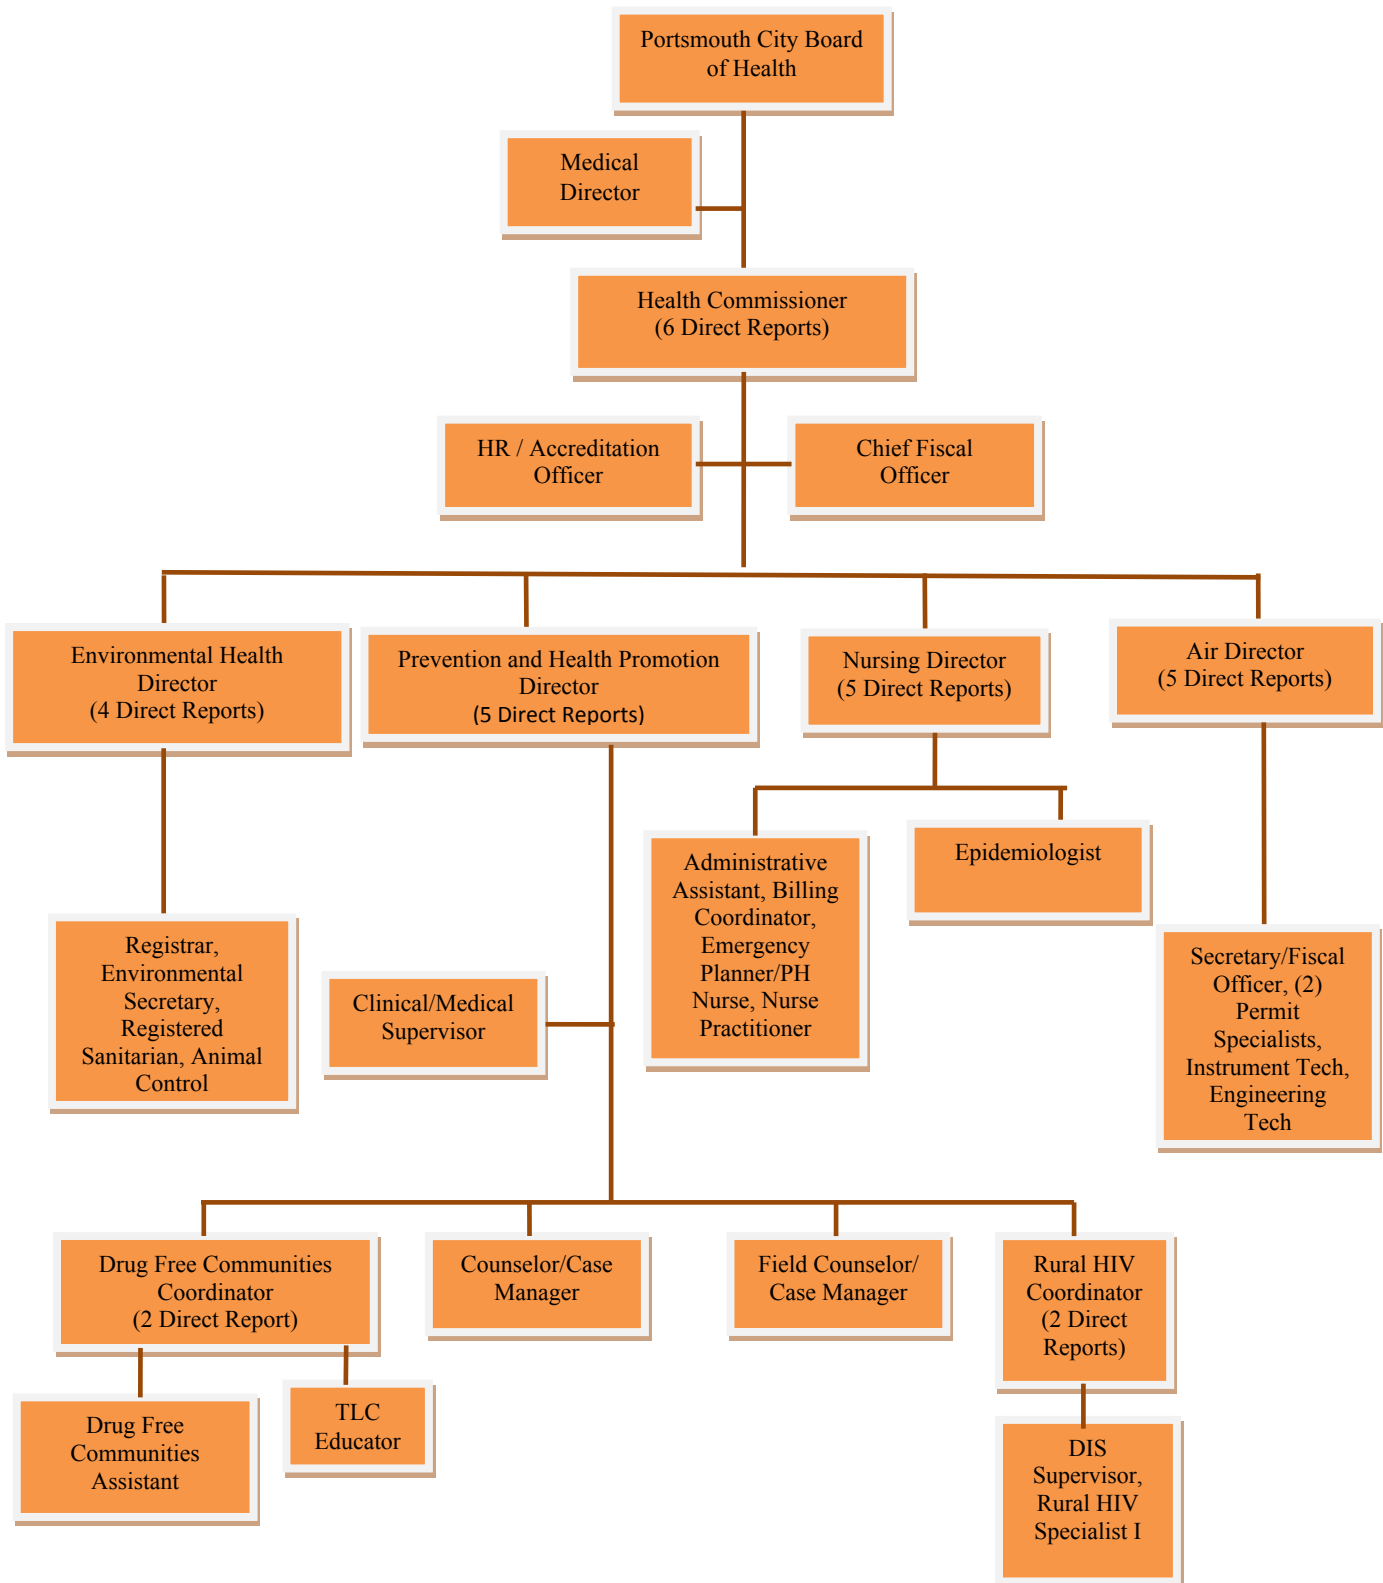 Portsmouth City Board
of Health
Medical
Director
Health Commissioner
(6 Direct Reports)
HR / Accreditation
Officer
Chief Fiscal
Officer
Environmental Health
Director
(4 Direct Reports)
Prevention and Health Promotion
Director
(5 Direct Reports)
Nursing Director
(5 Direct Reports)
Air Director
(5 Direct Reports)
Administrative
Assistant, Billing
Coordinator,
Emergency
Planner/PH
Nurse, Nurse
Practitioner
Epidemiologist
Registrar,
Environmental
Secretary,
Registered
Sanitarian, Animal
Control
Clinical/Medical
Supervisor
Secretary/Fiscal
Officer, (2)
Permit
Specialists,
Instrument Tech,
Engineering
Tech
Drug Free Communities
Coordinator
(2 Direct Report)
Counselor/Case
Manager
Field Counselor/
Case Manager
Rural HIV
Coordinator
(2 Direct
Reports)
Drug Free
Communities
Assistant
TLC
Educator
DIS
Supervisor,
Rural HIV
Specialist I